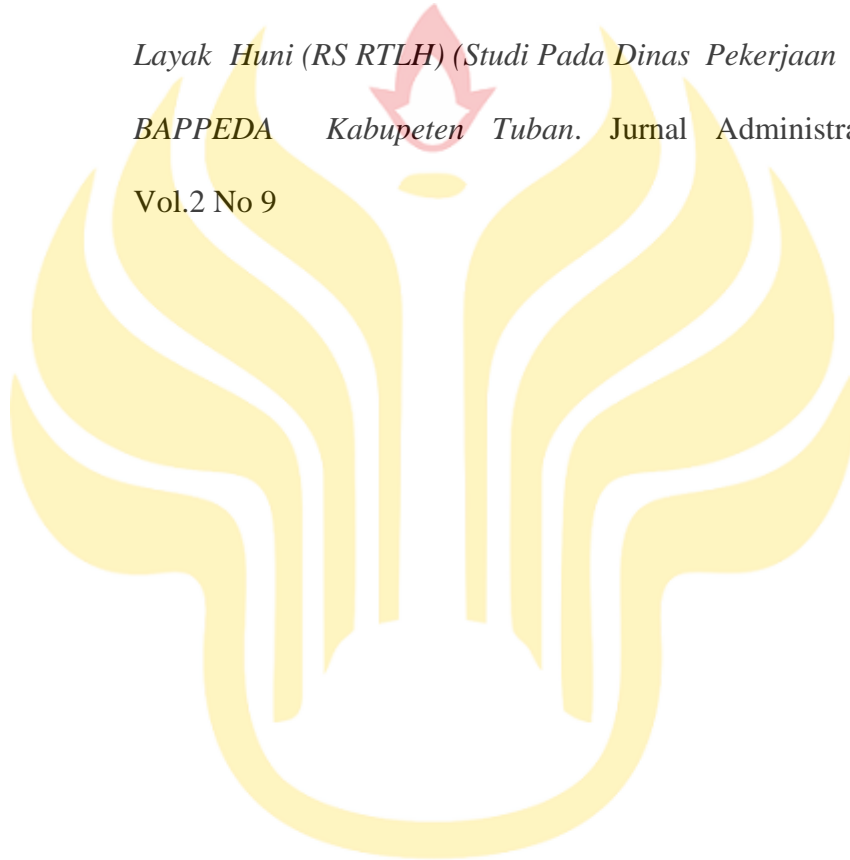 Layak Huni (RS RTLH) (Studi Pada Dinas Pekerjaan
BAPPEDA Kabupeten Tuban. Jurnal
Vol.2 No 9